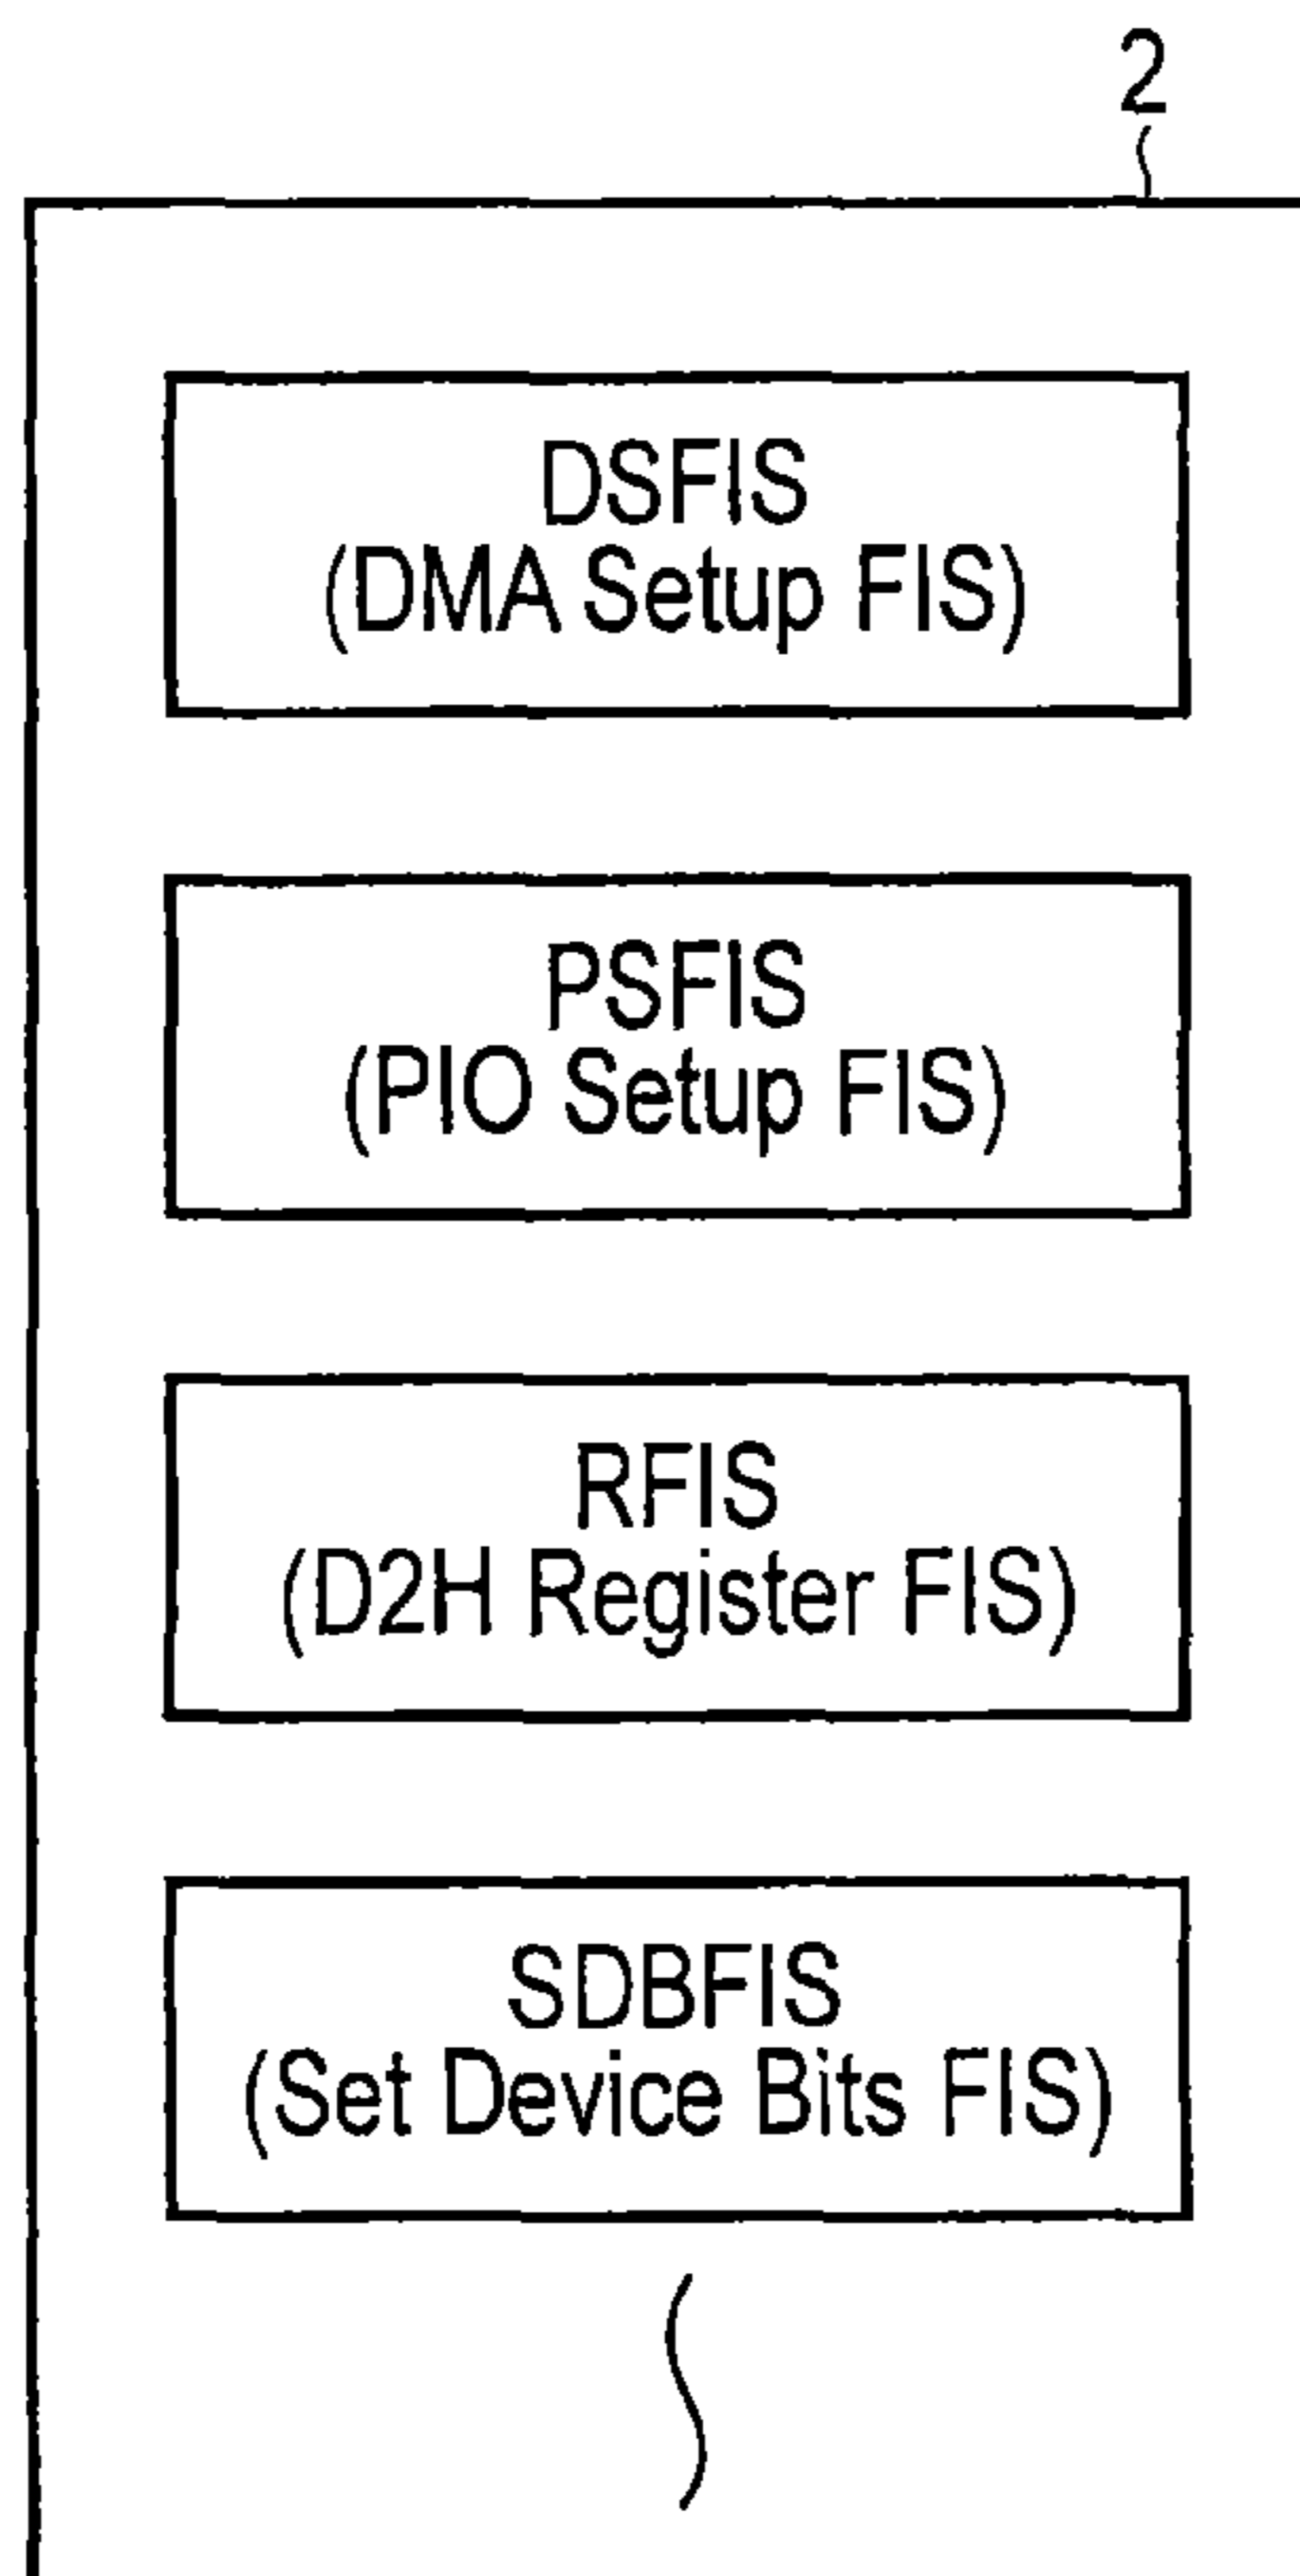 2
DSFIS
(DMA Setup FIS)
PSFIS
(PIO Setup FIS)
RFIS
(D2H Register FIS)
SDBFIS
(Set Device Bits FIS)